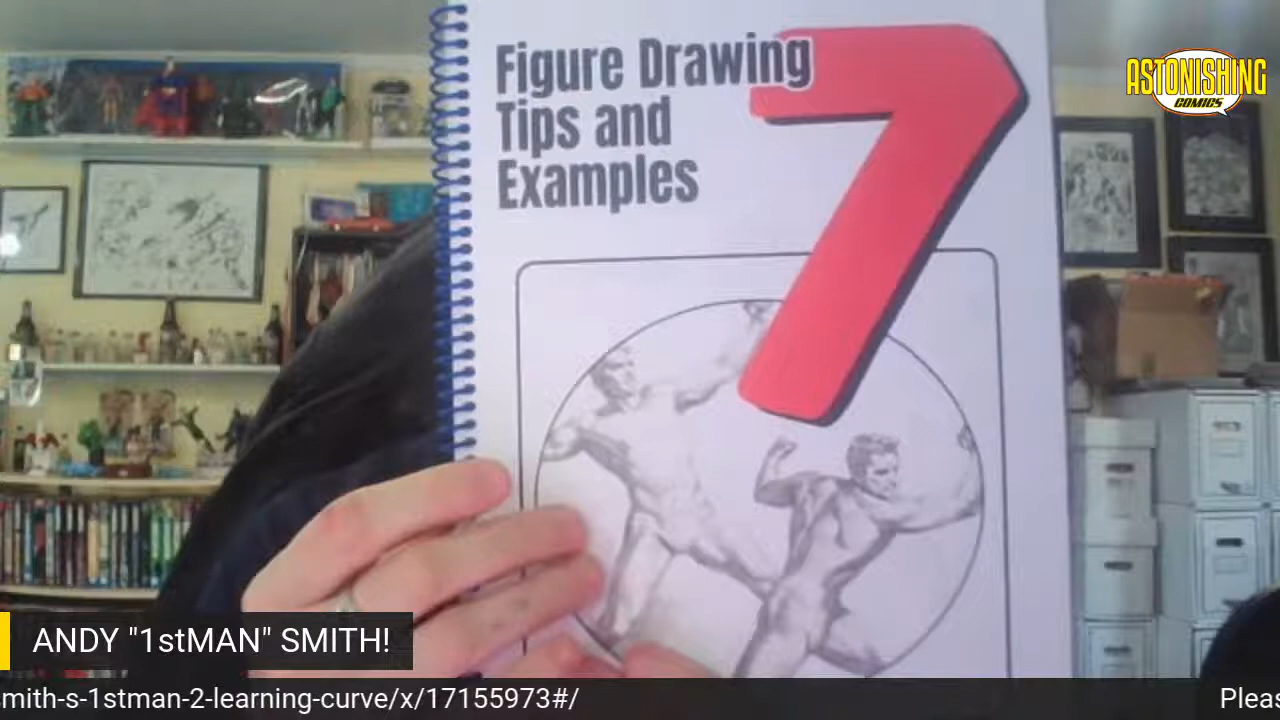 Figure Drawing
Tips and
Examples
7
ASTONISHING
COMICS
ANDY "1stMAN" SMITH!
mith-s-1stman-2-learning-curve/x/17155973#/
Pleas